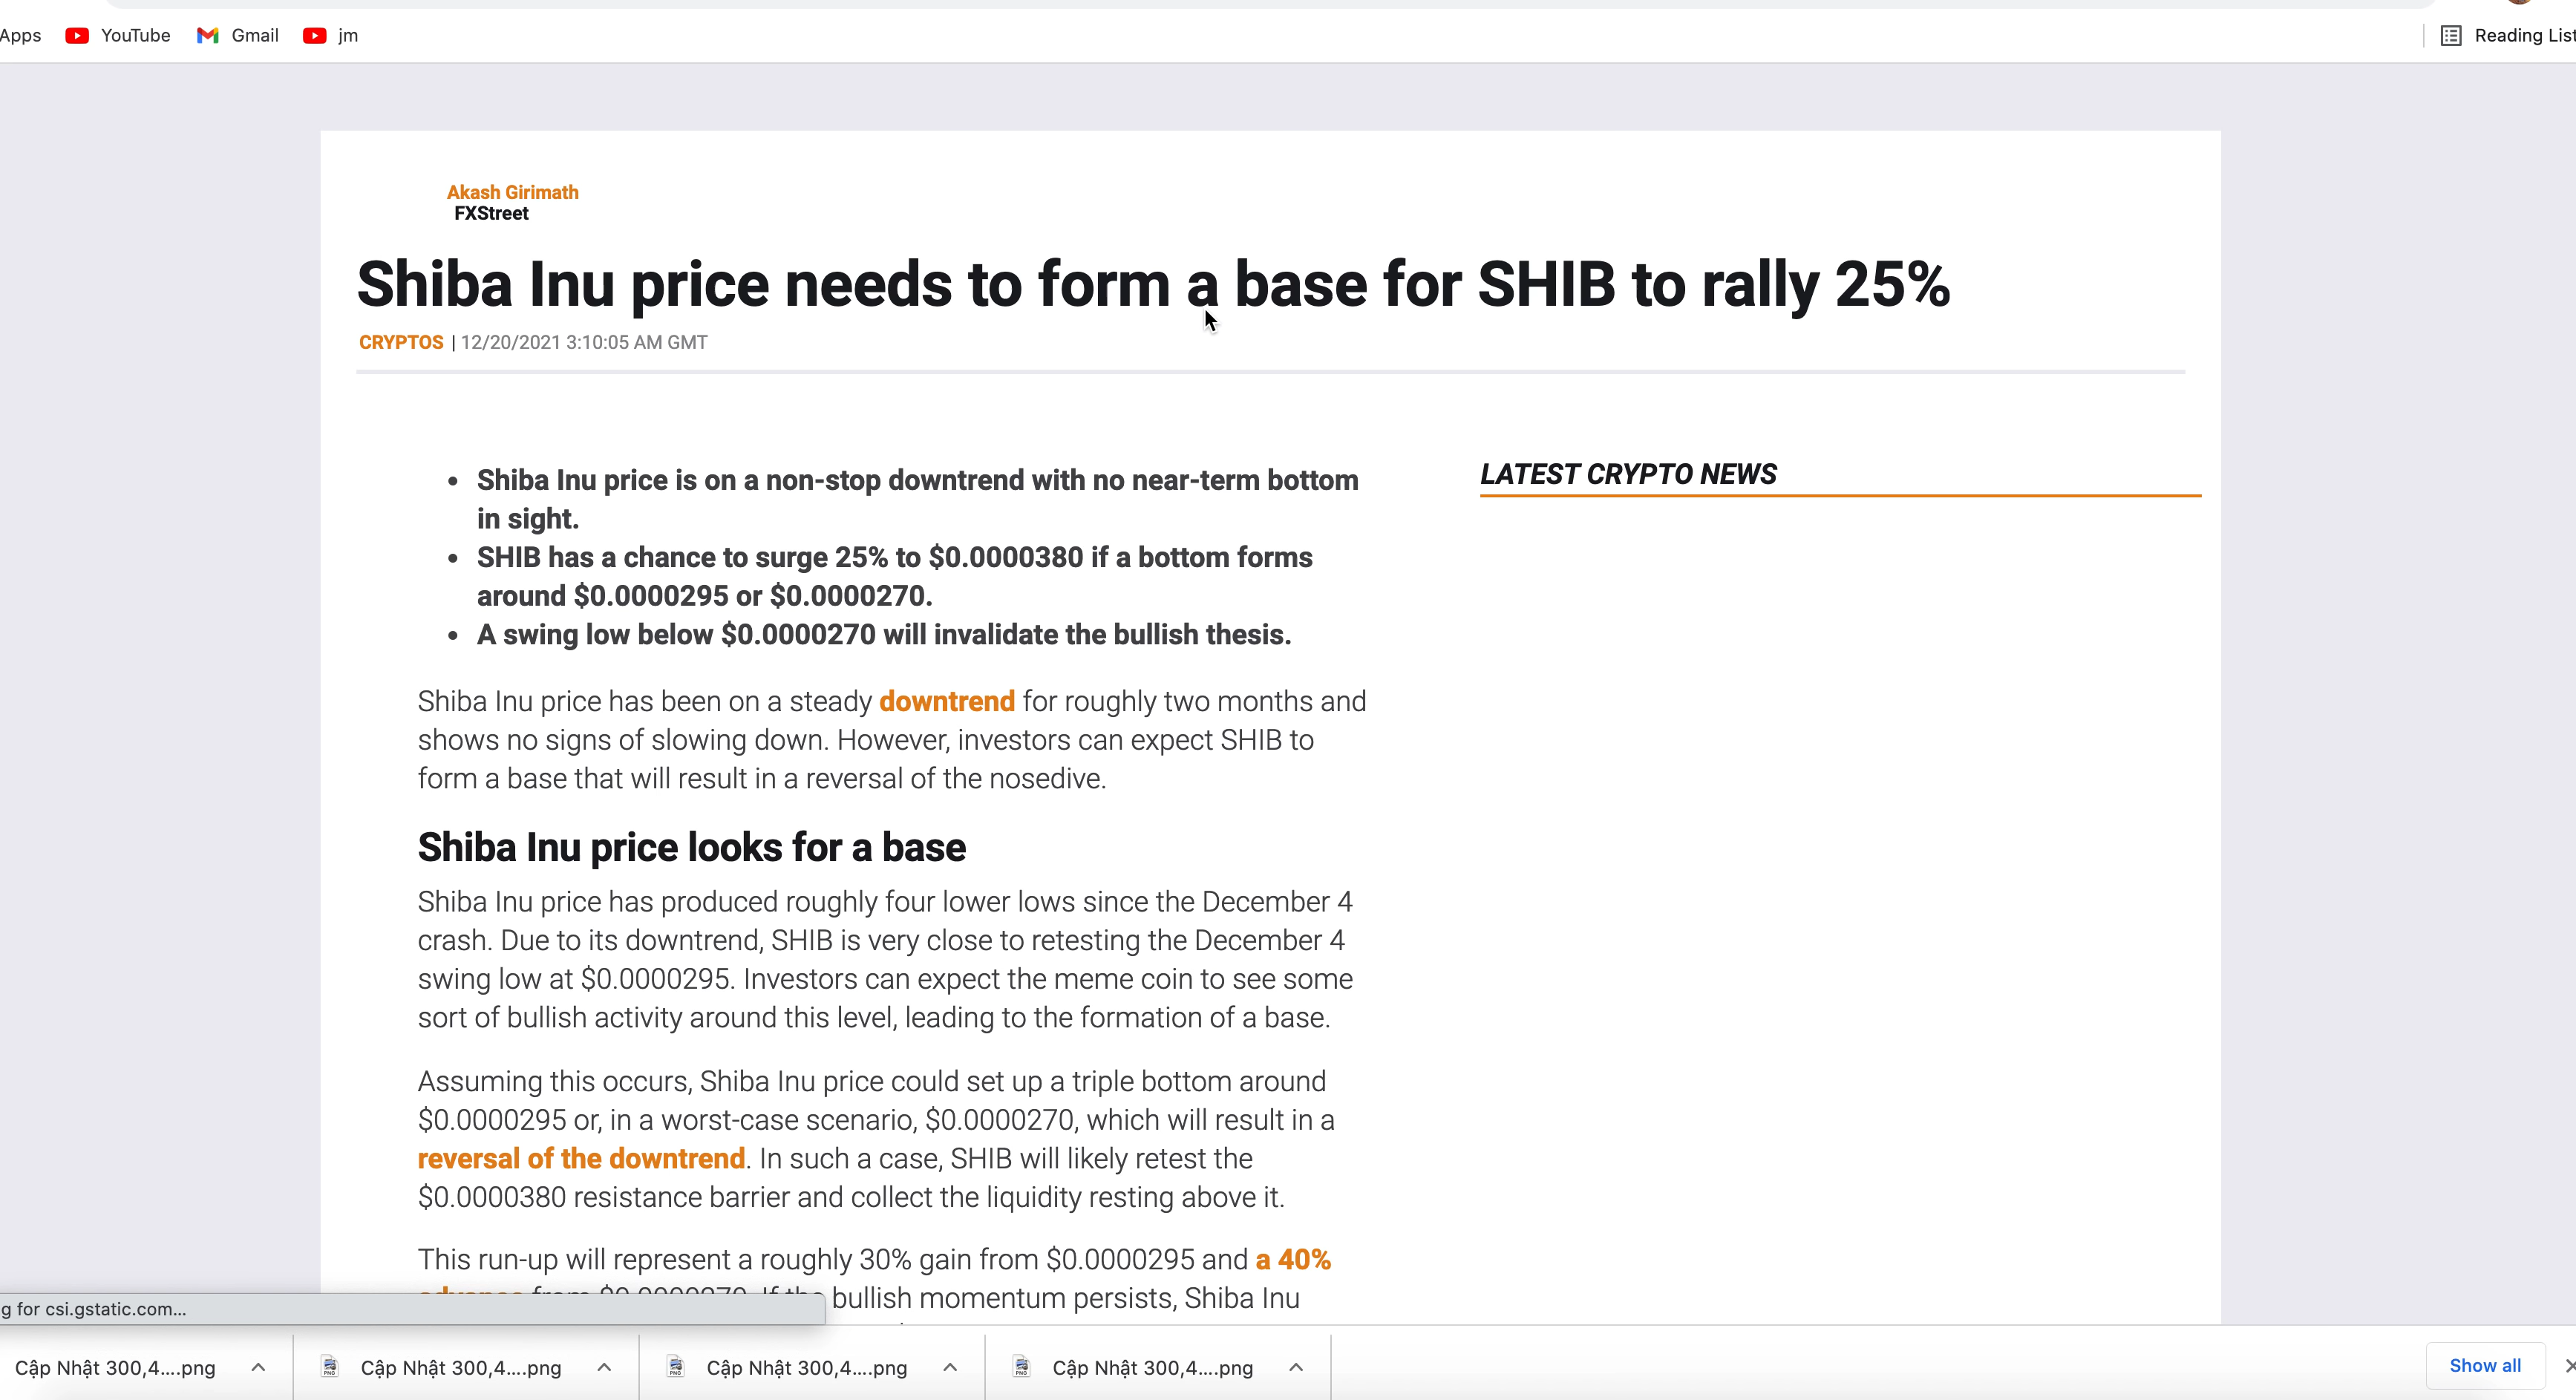 Apps YouTube Gmail jm Reading List
Akash Girimath
FXStreet
Shiba Inu price needs to form a base for SHIB to rally 25%
CRYPTOS | 12/20/2021 3:10:05 AM GMT
• Shiba Inu price is on a non-stop downtrend with no near-term bottom
in sight.
• SHIB has a chance to surge 25% to $0.0000380 if a bottom forms
around $0.0000295 or $0.0000270.
• A swing low below $0.0000270 will invalidate the bullish thesis.
LATEST CRYPTO NEWS
Shiba Inu price has been on a steady downtrend for roughly two months and
shows no signs of slowing down. However, investors can expect SHIB to
form a base that will result in a reversal of the nosedive.
Shiba Inu price looks for a base
Shiba Inu price has produced roughly four lower lows since the December 4
crash. Due to its downtrend, SHIB is very close to retesting the December 4
swing low at $0.0000295. Investors can expect the meme coin to see some
sort of bullish activity around this level, leading to the formation of a base.
Assuming this occurs, Shiba Inu price could set up a triple bottom around
$0.0000295 or, in a worst-case scenario, $0.0000270, which will result in a
reversal of the downtrend. In such a case, SHIB will likely retest the
$0.0000380 resistance barrier and collect the liquidity resting above it.
This run-up will represent a roughly 30% gain from $0.0000295 and a 40%
bullish momentum persists, Shiba Inu
g for csi.gstatic.com...
Cập Nhật 300,4....png Cập Nhật 300,4....png Cập Nhật 300,4....png Cập Nhật 300,4....png Show all